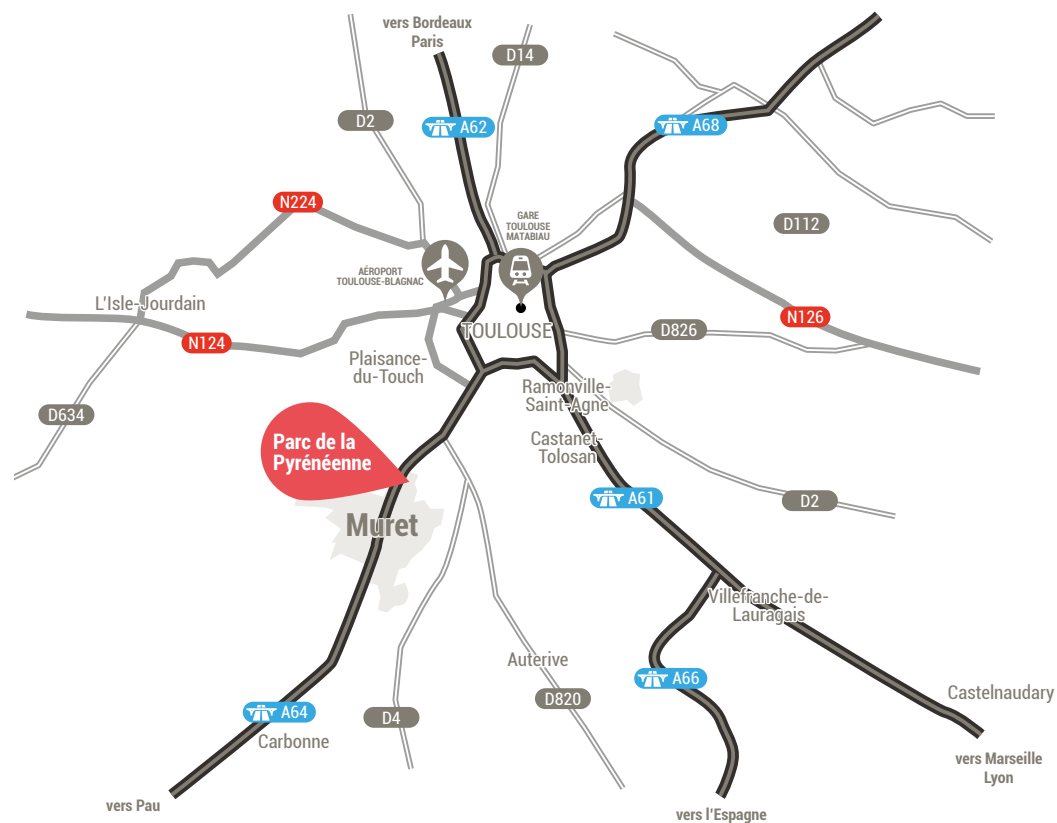 vers Bordeaux
Paris
D14
D2
A62
A68
N224
GARE
TOULOUSE
MATABIAU
D112
AÉROPORT
TOULOUSE-BLAGNAC
L'Isle-Jourdain
N126
TOULOUSE
D826
N124
Plaisance-
du-Touch
Ramonville-
Saint-Agne
D634
Parc de la
Pyrénéenne
Castanet-
Tolosan
A61
D2
Muret
Villefranche-de-
Lauragais
Auterive
A66
Castelnaudary
D820
A64
D4
Carbonne
vers Marseille
Lyon
vers Pau
vers l'Espagne